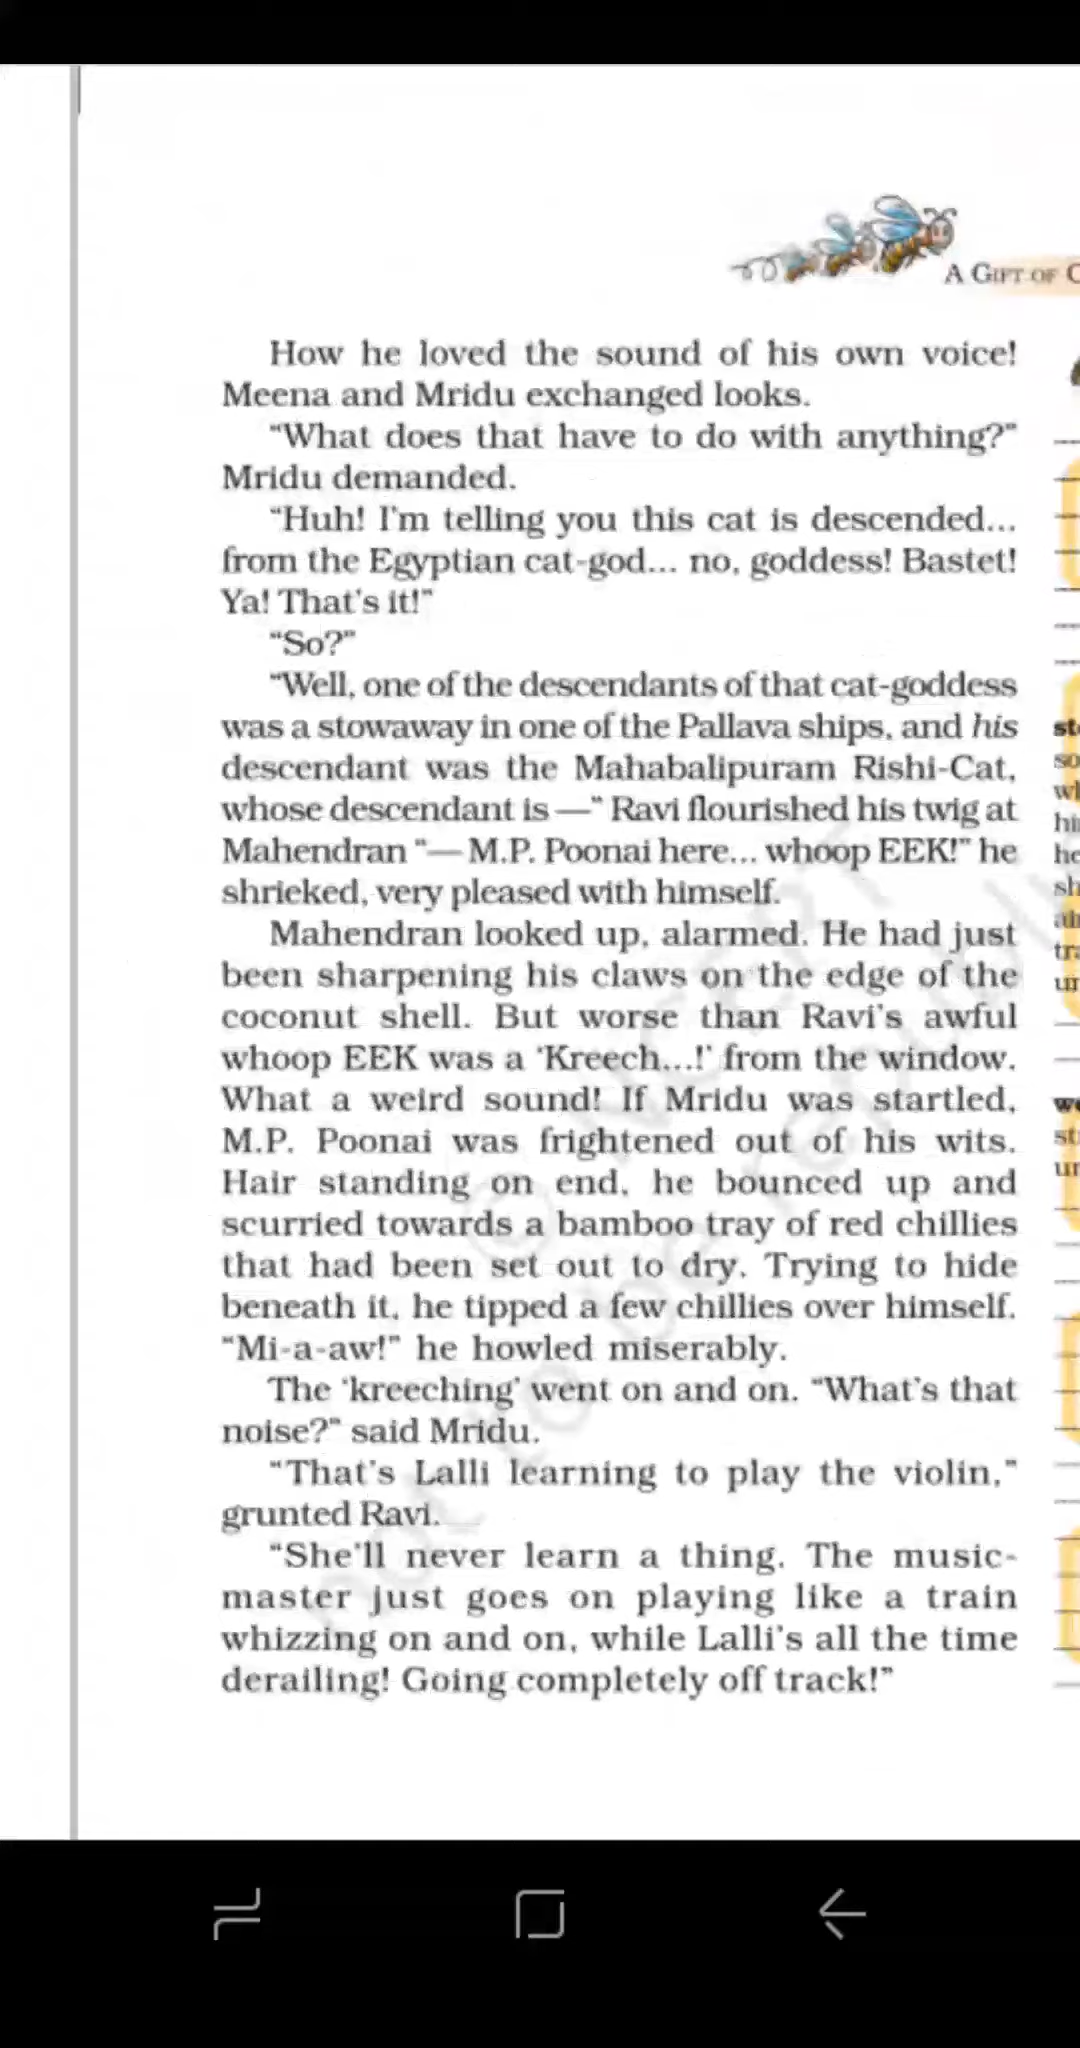 A GIFT OF
How he loved the sound of his own voice!
Meena and Mridu exchanged looks.
“What does that have to do with anything?”
Mridu demanded.
“Huh! I'm telling you this cat is descended...
from the Egyptian cat-god... no, goddess! Bastet!
Ya! That's it!”
“So?”
“Well, one of the descendants of that cat-goddess
was a stowaway in one of the Pallava ships, and his
descendant was the Mahabalipuram Rishi-Cat,
whose descendant is —” Ravi flourished his twig at
Mahendran “— M.P. Poonai here... whoop EEK!” he
shrieked, very pleased with himself.
Mahendran looked up, alarmed. He had just
been sharpening his claws on the edge of the
coconut shell. But worse than Ravi's awful
whoop EEK was a ‘Kreech...!’ from the window.
What a weird sound! If Mridu was startled,
M.P. Poonai was frightened out of his wits.
Hair standing on end, he bounced up and
scurried towards a bamboo tray of red chillies
that had been set out to dry. Trying to hide
beneath it, he tipped a few chillies over himself.
“Mi-a-aw!” he howled miserably.
The ‘kreeching’ went on and on. “What's that
noise?” said Mridu.
“That's Lalli learning to play the violin,”
grunted Ravi.
“She'll never learn a thing. The music-
master just goes on playing like a train
whizzing on and on, while Lalli's all the time
derailing! Going completely off track!”
not to be republi